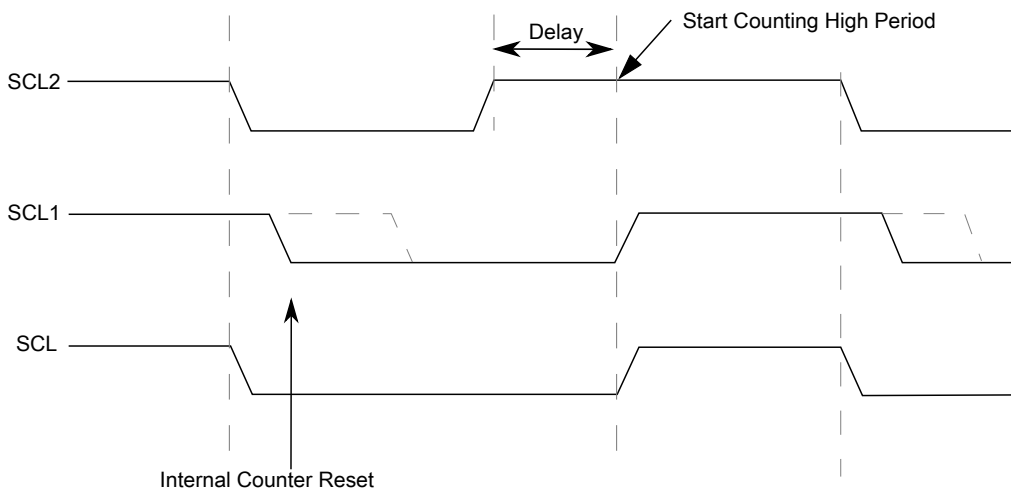 Start Counting High Period
Delay
SCL2
SCL1
SCL
Internal Counter Reset